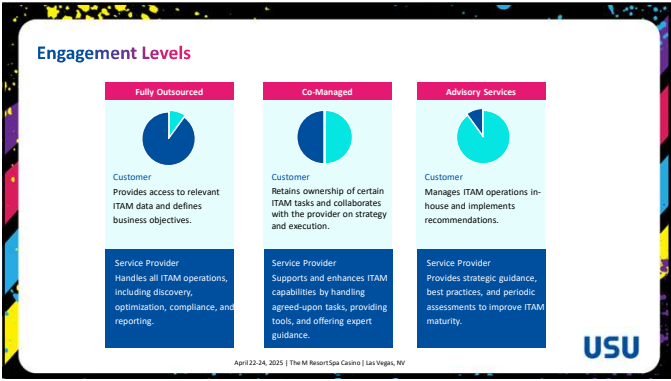 Engagement Levels
Fully Outsourced
Customer
Provides access to relevant
ITAM data and defines
business objectives.
Service Provider
Handles all ITAM operations,
including discovery,
optimization, compliance, and
reporting.
Co-Managed
Customer
Retains ownership of certain
ITAM tasks and collaborates
with the provider on strategy
and execution.
Service Provider
Supports and enhances ITAM
capabilities by handling
agreed-upon tasks, providing
tools, and offering expert
guidance.
Advisory Services
Customer
Manages ITAM operations in-
house and implements
recommendations.
Service Provider
Provides strategic guidance,
best practices, and periodic
assessments to improve ITAM
maturity.
April 22-24, 2025 | The M Resort Spa Casino | Las Vegas, NV
USU